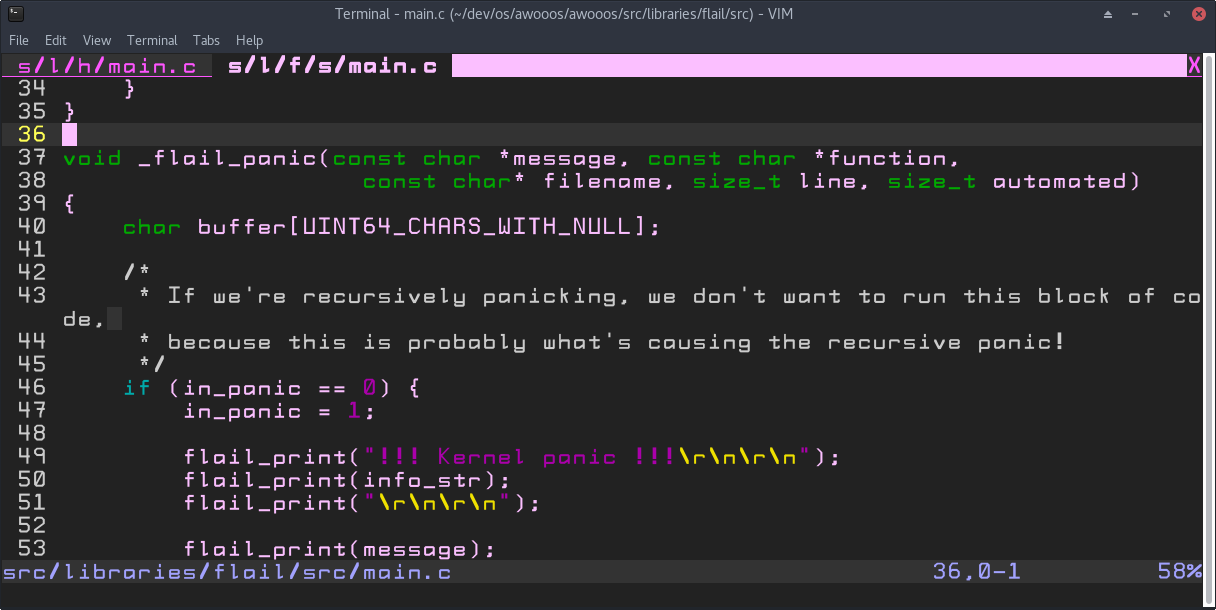 Terminal - main.c (~/dev/os/awooos/awooos/src/libraries/flail/src) - VIM
File Edit View Terminal Tabs Help
s/l/h/main.c s/l/f/s/main.c X
34     }
35 }
36
37 void _flail_panic(const char *message, const char *function,
38                     const char* filename, size_t line, size_t automated)
39 {
40     char buffer[UINT64_CHARS_WITH_NULL];
41
42     /*
43      * If we're recursively panicking, we don't want to run this block of co
de,
44      * because this is probably what's causing the recursive panic!
45      */
46     if (in_panic == 0) {
47         in_panic = 1;
48
49         flail_print("!!! Kernel panic !!!\r\n\r\n");
50         flail_print(info_str);
51         flail_print("\r\n\r\n");
52
53         flail_print(message);
src/libraries/flail/src/main.c 36,0-1 58%